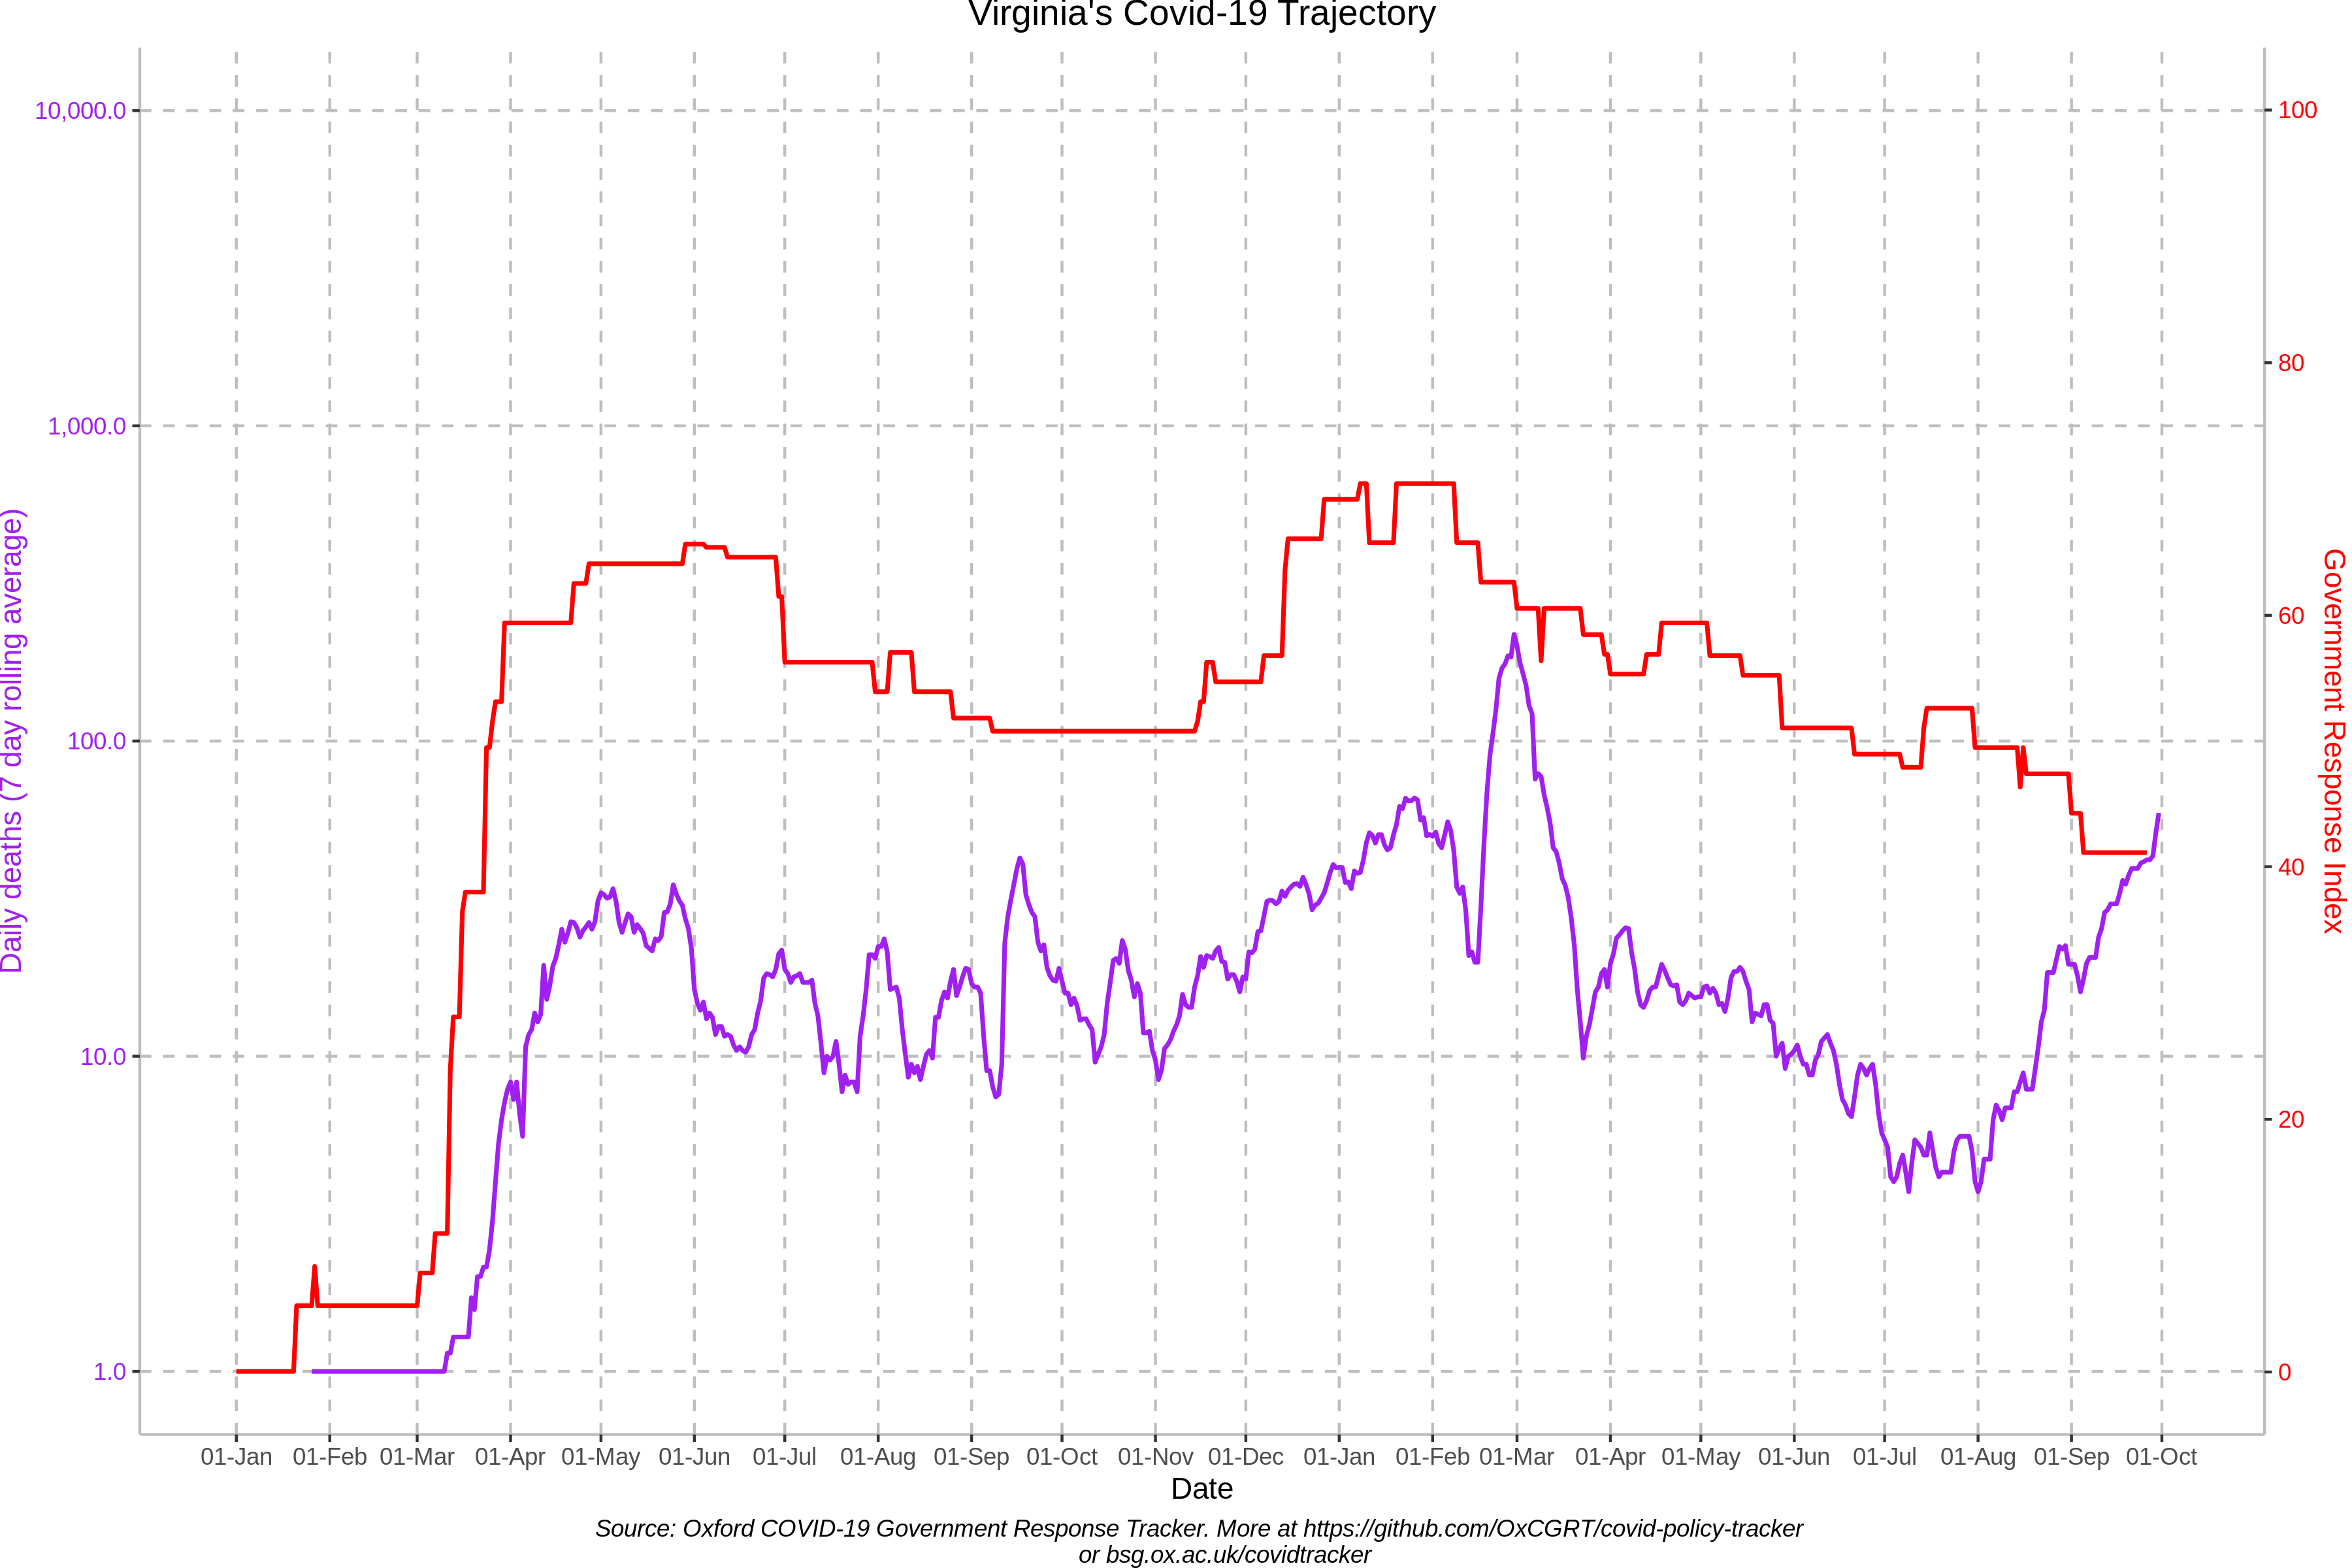 Virginia's Covid-19 Trajectory
10,000.0
1,000.0
100.0
10.0
1.0
Daily deaths (7 day rolling average)
100
80
60
40
20
0
Government Response Index
01-Jan 01-Feb 01-Mar 01-Apr 01-May 01-Jun 01-Jul 01-Aug 01-Sep 01-Oct 01-Nov 01-Dec 01-Jan 01-Feb 01-Mar 01-Apr 01-May 01-Jun 01-Jul 01-Aug 01-Sep 01-Oct
Date
Source: Oxford COVID-19 Government Response Tracker. More at https://github.com/OxCGRT/covid-policy-tracker
or bsg.ox.ac.uk/covidtracker